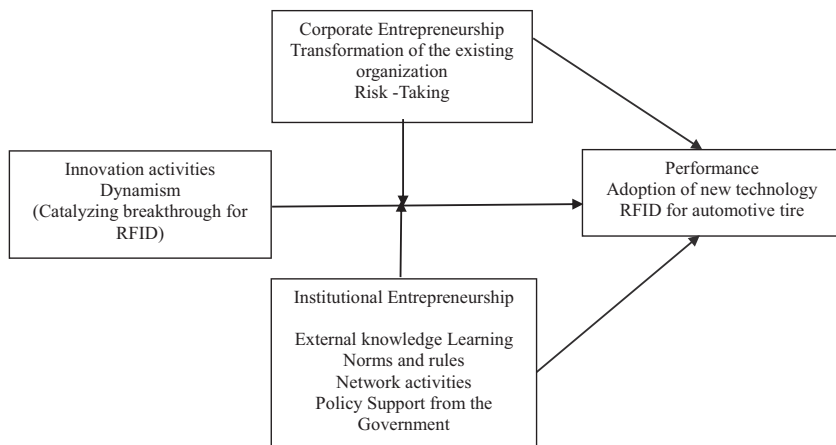 Corporate Entrepreneurship
Transformation of the existing
organization
Risk -Taking
Innovation activities
Dynamism
(Catalyzing breakthrough for
RFID)
Performance
Adoption of new technology
RFID for automotive tire
Institutional Entrepreneurship
External knowledge Learning
Norms and rules
Network activities
Policy Support from the
Government